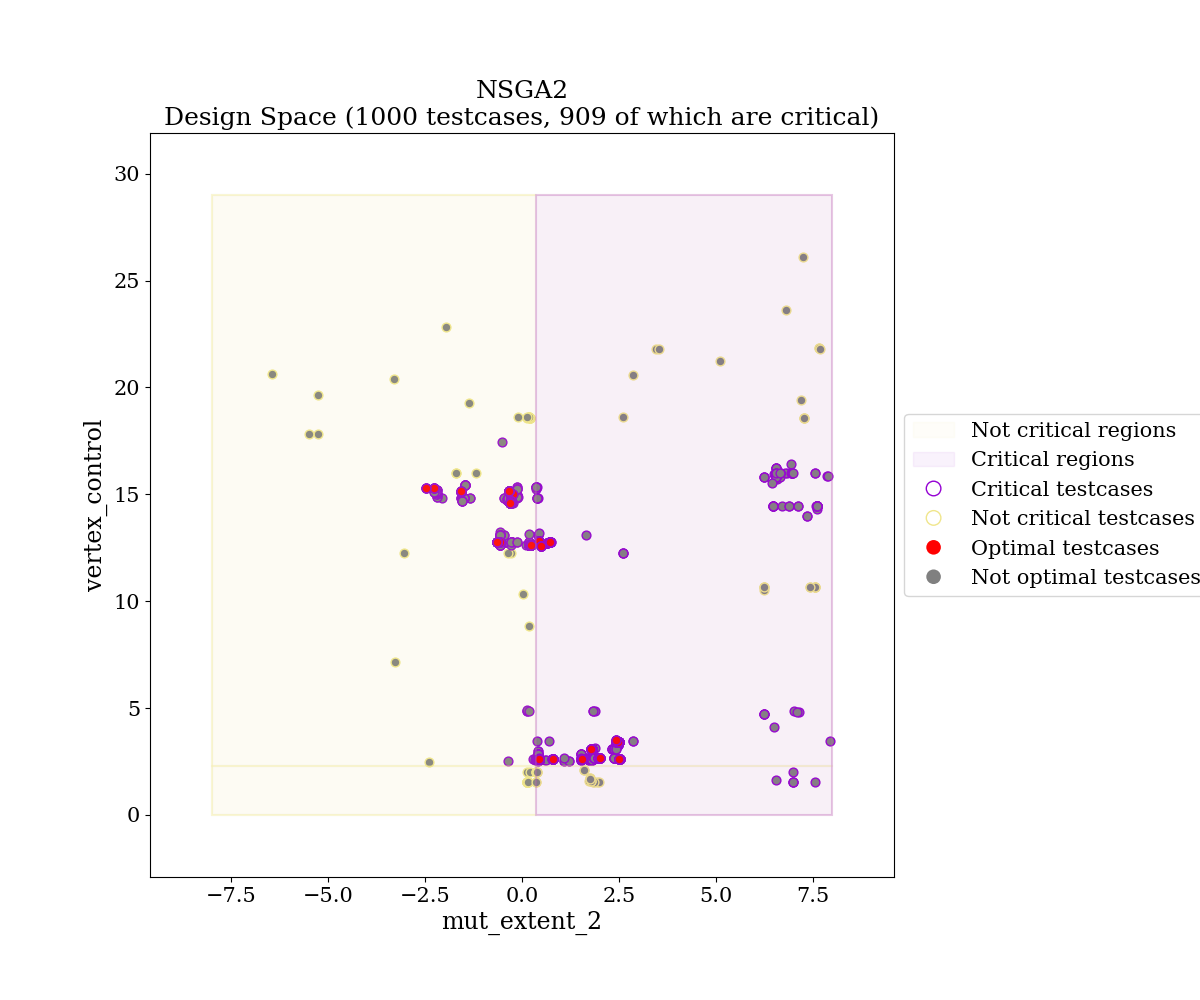 NSGA2
Design Space (1000 testcases, 909 of which are critical)
30
25
20
15
10
5
0
vertex_control
−7.5
−5.0
−2.5
0.0
2.5
5.0
7.5
mut_extent_2
Not critical regions
Critical regions
Critical testcases
Not critical testcases
Optimal testcases
Not optimal testcases